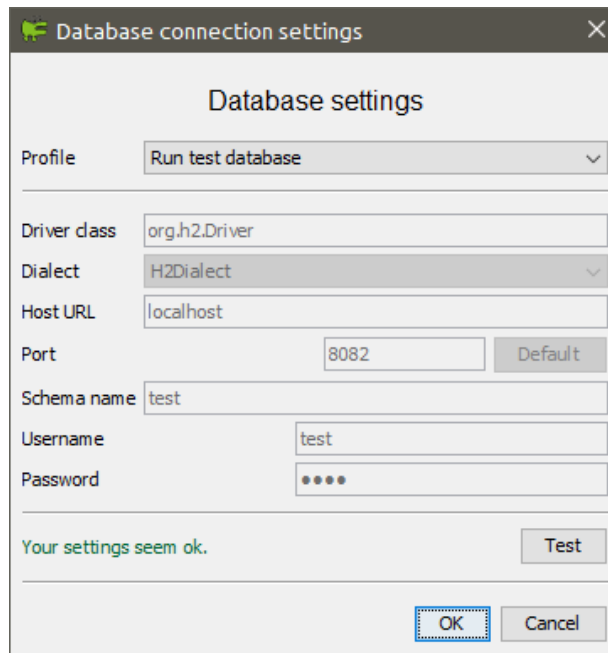 Database connection settings
Database settings
Profile Run test database
Driver class org.h2.Driver
Dialect H2Dialect
Host URL localhost
Port 8082 Default
Schema name test
Username test
Password ••••
Your settings seem ok. Test
OK Cancel